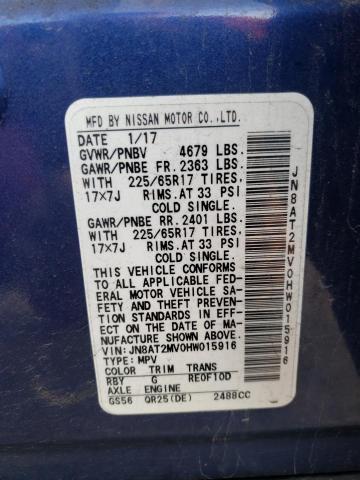 MFD BY NISSAN MOTOR CO.,LTD.
DATE 1/17
GVWR/PNBV 4679 LBS.
GAWR/PNBE FR. 2363 LBS.
WITH 225/65R17 TIRES.
17×7J RIMS.AT 33 PSI
COLD SINGLE.
GAWR/PNBE RR. 2401 LBS.
WITH 225/65R17 TIRES.
17×7J RIMS.AT 33 PSI
COLD SINGLE.
THIS VEHICLE CONFORMS
TO ALL APPLICABLE FED-
ERAL MOTOR VEHICLE SA-
FETY AND THEFT PREVEN-
TION STANDARDS IN EFF-
ECT ON THE DATE OF MA-
NUFACTURE SHOWN ABOVE.
VIN:JN8AT2MV0HW015916
TYPE:MPV
COLOR TRIM TRANS
RBY G RE0F10D
AXLE ENGINE
GS56 QR25(DE) 2488CC
JN8AT2MV0HW015916